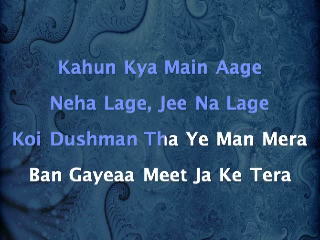 Kahun Kya Main Aage
Neha Lage, Jee Na Lage
Koi Dushman Tha Ye Man Mera
Ban Gayeaa Meet Ja Ke Tera